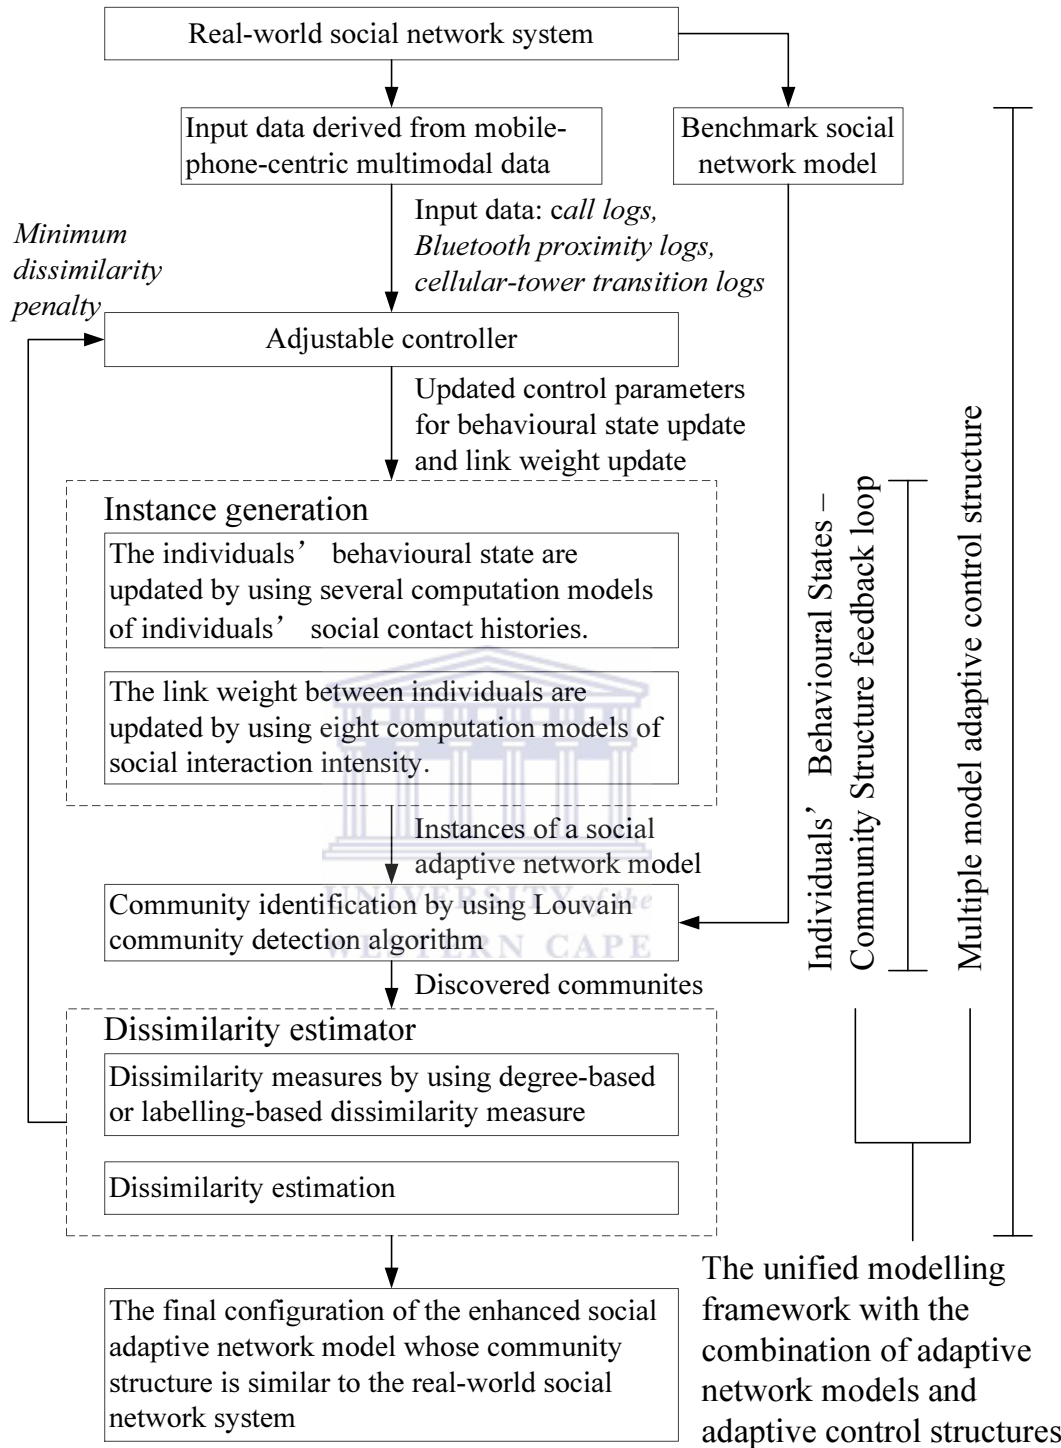 Real-world social network system
Input data derived from mobile-
phone-centric multimodal data
Benchmark social
network model
Input data: call logs,
Bluetooth proximity logs,
cellular-tower transition logs
Minimum
dissimilarity
penalty
Adjustable controller
Updated control parameters
for behavioural state update
and link weight update
Instance generation
The individuals’ behavioural state are
updated by using several computation models
of individuals’ social contact histories.
The link weight between individuals are
updated by using eight computation models of
social interaction intensity.
Instances of a social
adaptive network model
UNIVERSITY of the
WESTERN CAPE
Community identification by using Louvain
community detection algorithm
Discovered communites
Dissimilarity estimator
Dissimilarity measures by using degree-based
or labelling-based dissimilarity measure
Dissimilarity estimation
The final configuration of the enhanced social
adaptive network model whose community
structure is similar to the real-world social
network system
Individuals’ Behavioural States –
Community Structure feedback loop
Multiple model adaptive control structure
The unified modelling
framework with the
combination of adaptive
network models and
adaptive control structures